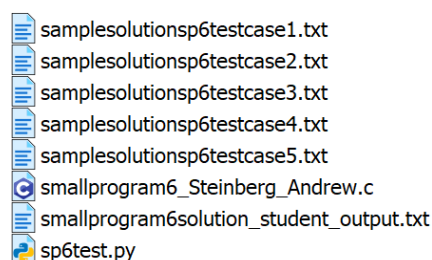 samplesolutionsp6testcase1.txt
samplesolutionsp6testcase2.txt
samplesolutionsp6testcase3.txt
samplesolutionsp6testcase4.txt
samplesolutionsp6testcase5.txt
smallprogram6_Steinberg_Andrew.c
smallprogram6solution_student_output.txt
sp6test.py